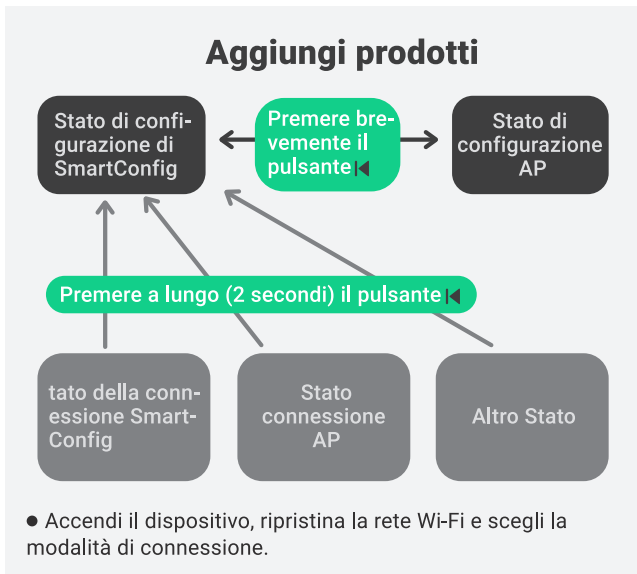 Aggiungi prodotti
Stato di confi-
gurazione di
SmartConfig
Premere bre-
vemente il
pulsante
Stato di
configurazione
AP
Premere a lungo (2 secondi) il pulsante
tato della conn-
essione Smart-
Config
Stato
connessione
AP
Altro Stato
● Accendi il dispositivo, ripristina la rete Wi-Fi e scegli la
modalità di connessione.